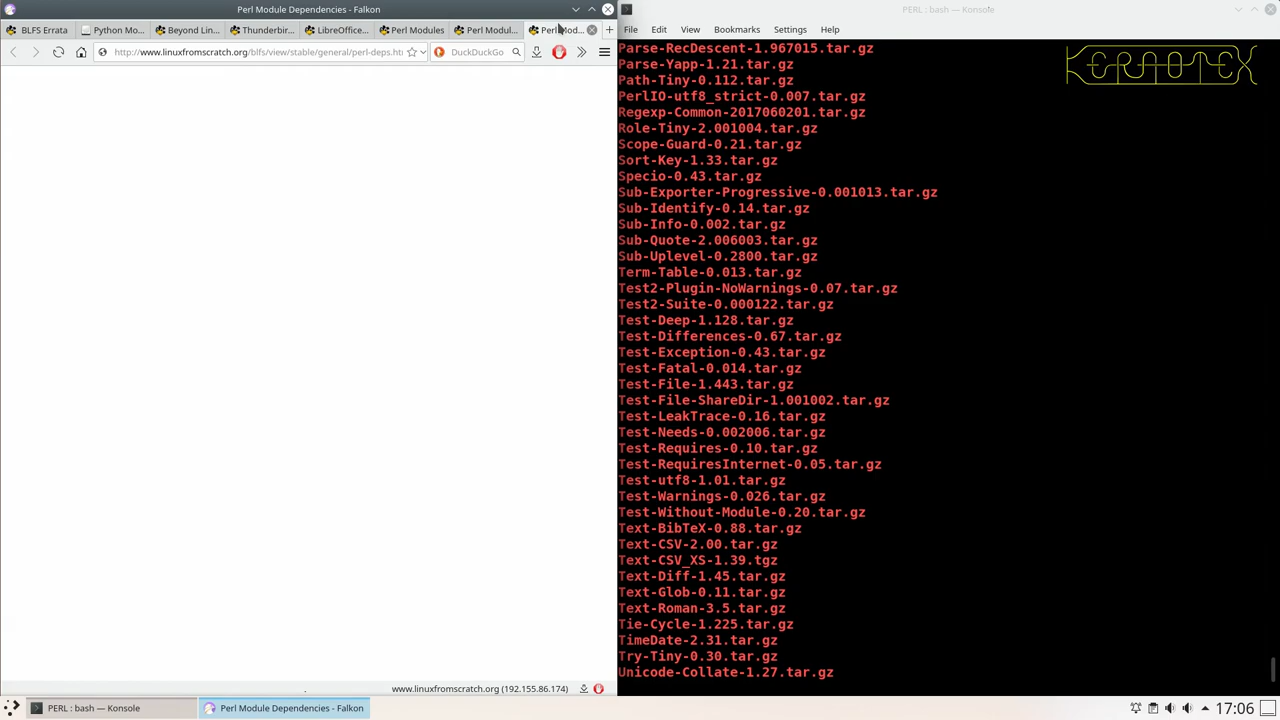 Perl Module Dependencies - Falkon
PERL : bash — Konsole
BLFS Errata
Python Mo...
Beyond Lin...
Thunderbir...
LibreOffice...
Perl Modules
Perl Modul...
Perl Mod...
File Edit View Bookmarks Settings Help
http://www.linuxfromscratch.org/blfs/view/stable/general/perl-deps.ht
DuckDuckGo
KERNOTEX
Parse-RecDescent-1.967015.tar.gz
Parse-Yapp-1.21.tar.gz
Path-Tiny-0.112.tar.gz
PerlIO-utf8_strict-0.007.tar.gz
Regexp-Common-2017060201.tar.gz
Role-Tiny-2.001004.tar.gz
Scope-Guard-0.21.tar.gz
Sort-Key-1.33.tar.gz
Specio-0.43.tar.gz
Sub-Exporter-Progressive-0.001013.tar.gz
Sub-Identify-0.14.tar.gz
Sub-Info-0.002.tar.gz
Sub-Quote-2.006003.tar.gz
Sub-Uplevel-0.2800.tar.gz
Term-Table-0.013.tar.gz
Test2-Plugin-NoWarnings-0.07.tar.gz
Test2-Suite-0.000122.tar.gz
Test-Deep-1.128.tar.gz
Test-Differences-0.67.tar.gz
Test-Exception-0.43.tar.gz
Test-Fatal-0.014.tar.gz
Test-File-1.443.tar.gz
Test-File-ShareDir-1.001002.tar.gz
Test-LeakTrace-0.16.tar.gz
Test-Needs-0.002006.tar.gz
Test-Requires-0.10.tar.gz
Test-RequiresInternet-0.05.tar.gz
Test-utf8-1.01.tar.gz
Test-Warnings-0.026.tar.gz
Test-Without-Module-0.20.tar.gz
Text-BibTeX-0.88.tar.gz
Text-CSV-2.00.tar.gz
Text-CSV_XS-1.39.tgz
Text-Diff-1.45.tar.gz
Text-Glob-0.11.tar.gz
Text-Roman-3.5.tar.gz
Tie-Cycle-1.225.tar.gz
TimeDate-2.31.tar.gz
Try-Tiny-0.30.tar.gz
Unicode-Collate-1.27.tar.gz
www.linuxfromscratch.org (192.155.86.174)
PERL : bash — Konsole
Perl Module Dependencies - Falkon
17:06